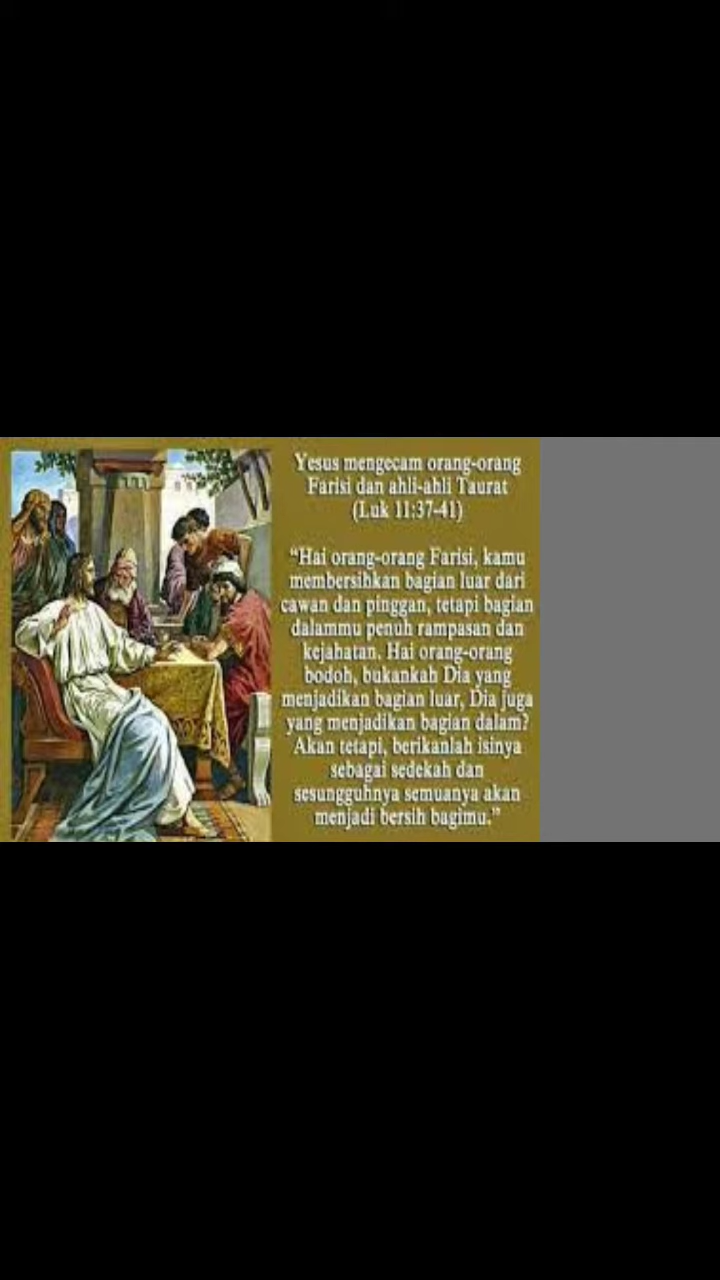 Yesus mengecam orang-orang
Farisi dan ahli-ahli Taurat
(Luk 11:37-41)
“Hai orang-orang Farisi, kamu
membersihkan bagian luar dari
cawan dan pinggan, tetapi bagian
dalammu penuh rampasan dan
kejahatan. Hai orang-orang
bodoh, bukankah Dia yang
menjadikan bagian luar, Dia juga
yang menjadikan bagian dalam?
Akan tetapi, berikanlah isinya
sebagai sedekah dan
sesungguhnya semuanya akan
menjadi bersih bagimu.”